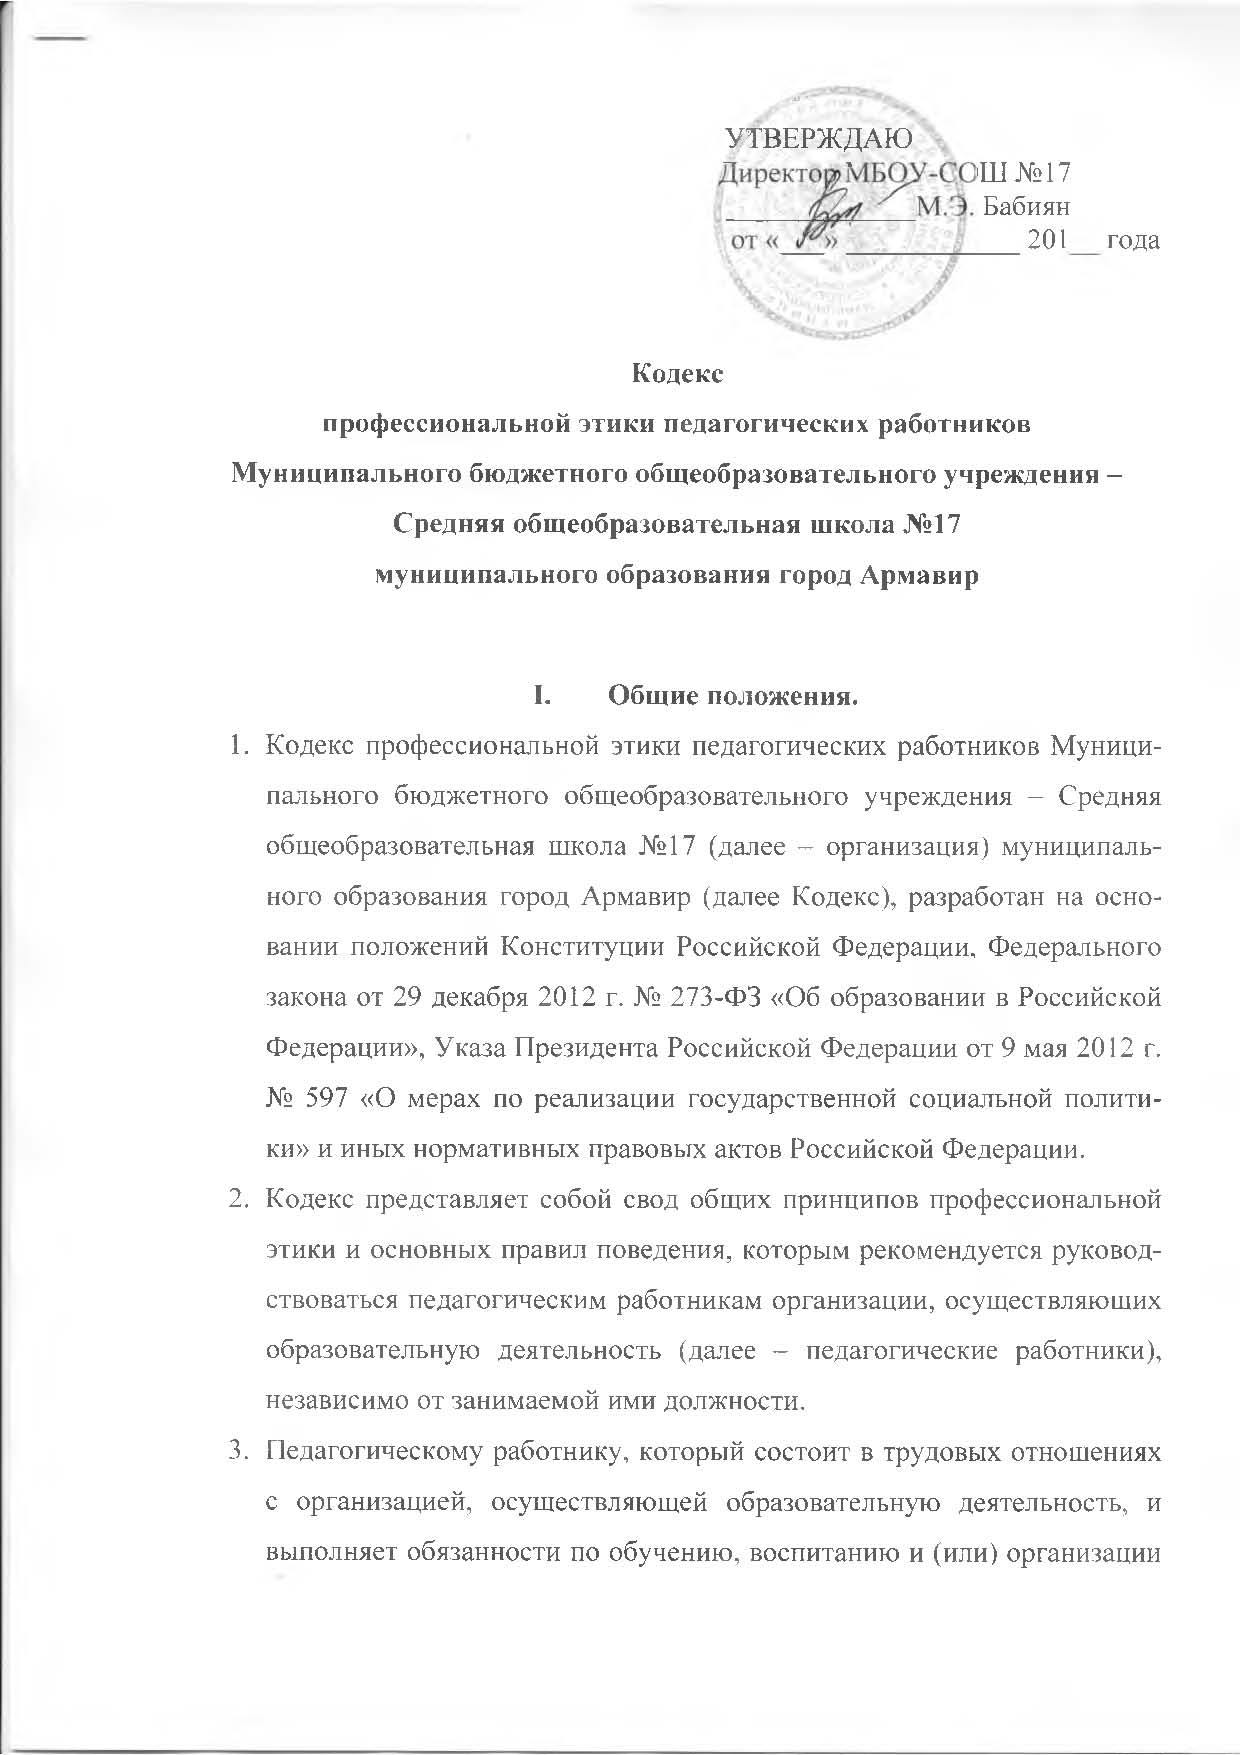 УТВЕРЖДАЮ
Директор МБОУ-СОШ №17
______________М.Э. Бабиян
от «___» _____________ 201__ года
Кодекс
профессиональной этики педагогических работников
Муниципального бюджетного общеобразовательного учреждения –
Средняя общеобразовательная школа №17
муниципального образования город Армавир
I. Общие положения.
1. Кодекс профессиональной этики педагогических работников Муници-
пального бюджетного общеобразовательного учреждения – Средняя
общеобразовательная школа №17 (далее – организация) муниципаль-
ного образования город Армавир (далее Кодекс), разработан на осно-
вании положений Конституции Российской Федерации, Федерального
закона от 29 декабря 2012 г. № 273-ФЗ «Об образовании в Российской
Федерации», Указа Президента Российской Федерации от 9 мая 2012 г.
№ 597 «О мерах по реализации государственной социальной полити-
ки» и иных нормативных правовых актов Российской Федерации.
2. Кодекс представляет собой свод общих принципов профессиональной
этики и основных правил поведения, которым рекомендуется руковод-
ствоваться педагогическим работникам организации, осуществляющих
образовательную деятельность (далее – педагогические работники),
независимо от занимаемой ими должности.
3. Педагогическому работнику, который состоит в трудовых отношениях
с организацией, осуществляющей образовательную деятельность, и
выполняет обязанности по обучению, воспитанию и (или) организации